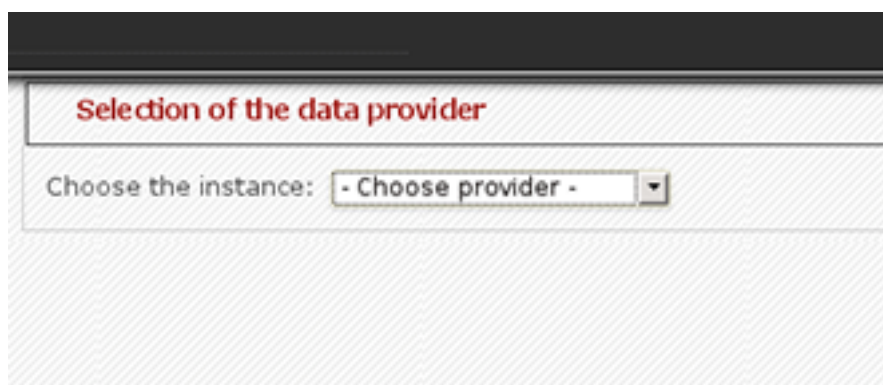 Selection of the data provider
Choose the instance: - Choose provider -